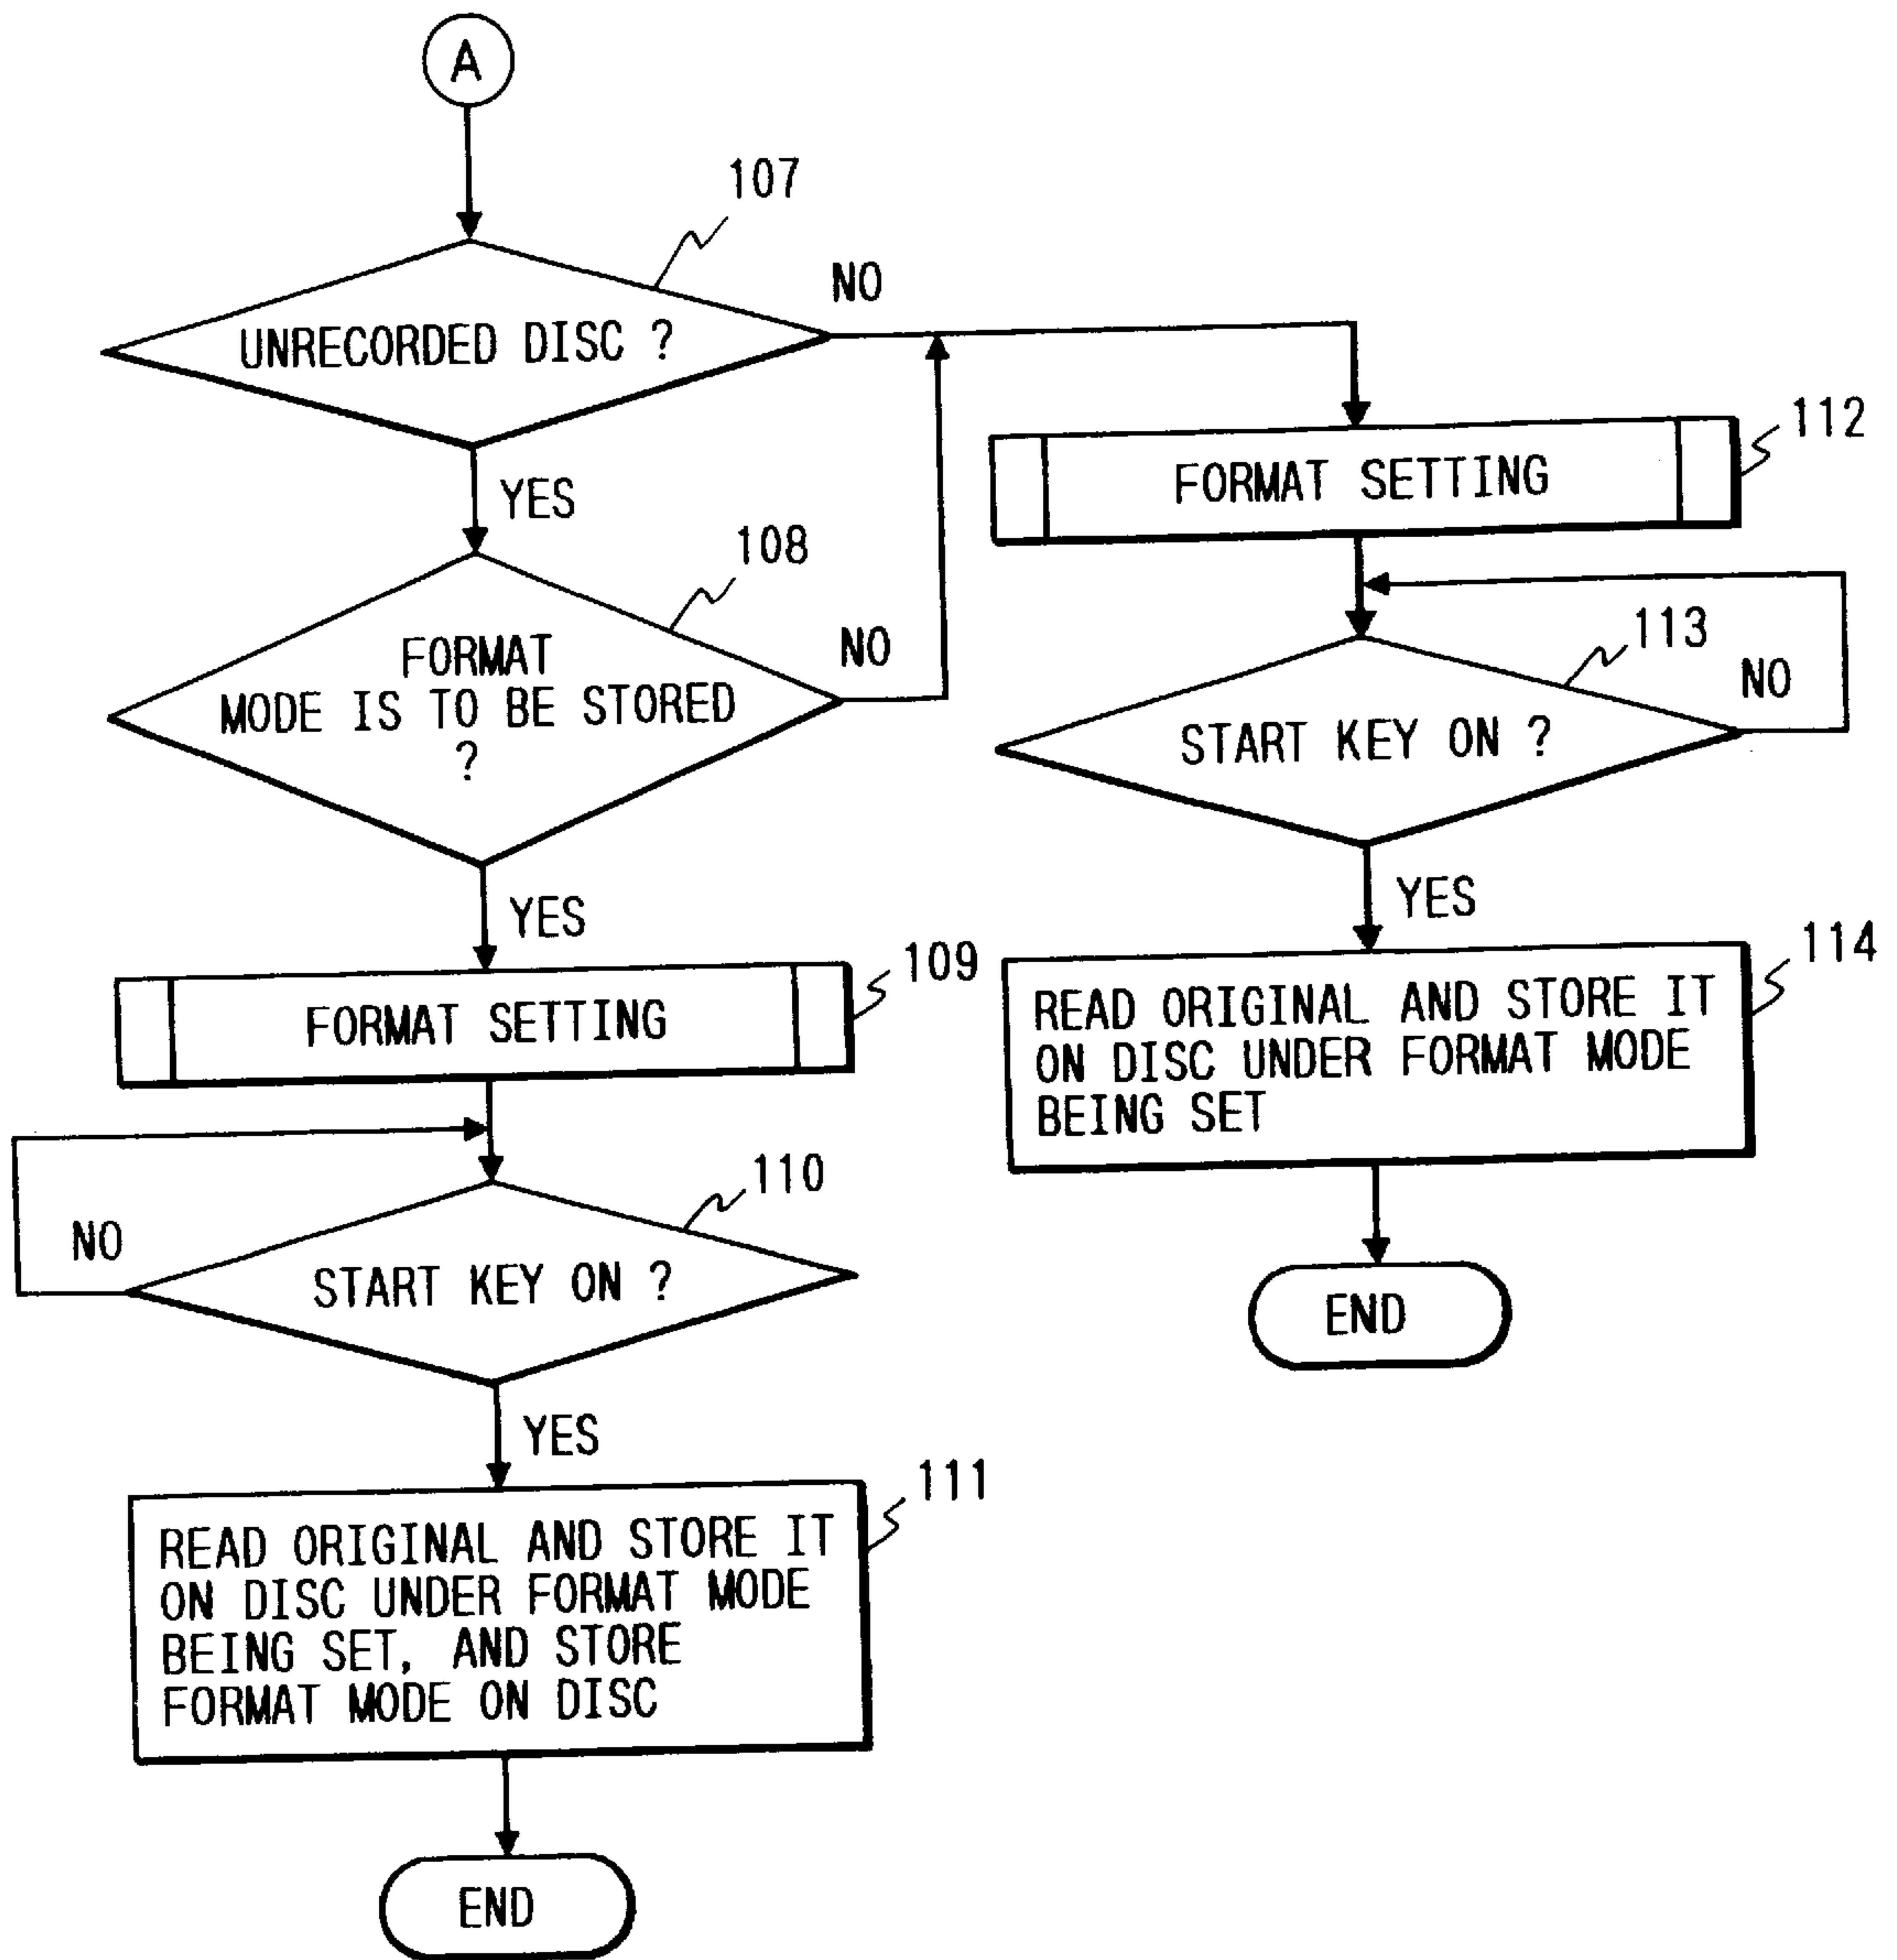 A
107
UNRECORDED DISC ?
NO
YES
108
FORMAT
MODE IS TO BE STORED
?
NO
YES
109
FORMAT SETTING
110
NO
START KEY ON ?
YES
111
READ ORIGINAL AND STORE IT
ON DISC UNDER FORMAT MODE
BEING SET, AND STORE
FORMAT MODE ON DISC
END
112
FORMAT SETTING
113
NO
START KEY ON ?
YES
114
READ ORIGINAL AND STORE IT
ON DISC UNDER FORMAT MODE
BEING SET
END